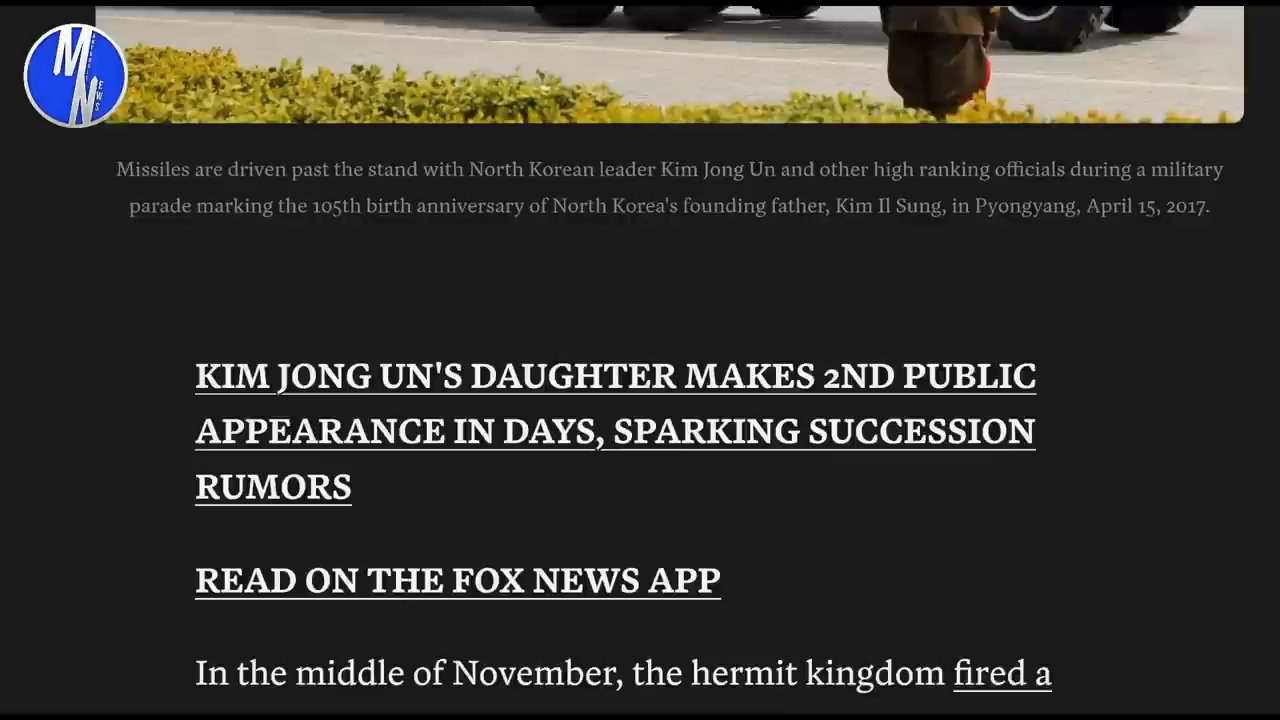 M
N
EWS
Missiles are driven past the stand with North Korean leader Kim Jong Un and other high ranking officials during a military
parade marking the 105th birth anniversary of North Korea's founding father, Kim Il Sung, in Pyongyang, April 15, 2017.
KIM JONG UN'S DAUGHTER MAKES 2ND PUBLIC
APPEARANCE IN DAYS, SPARKING SUCCESSION
RUMORS
READ ON THE FOX NEWS APP
In the middle of November, the hermit kingdom fired a